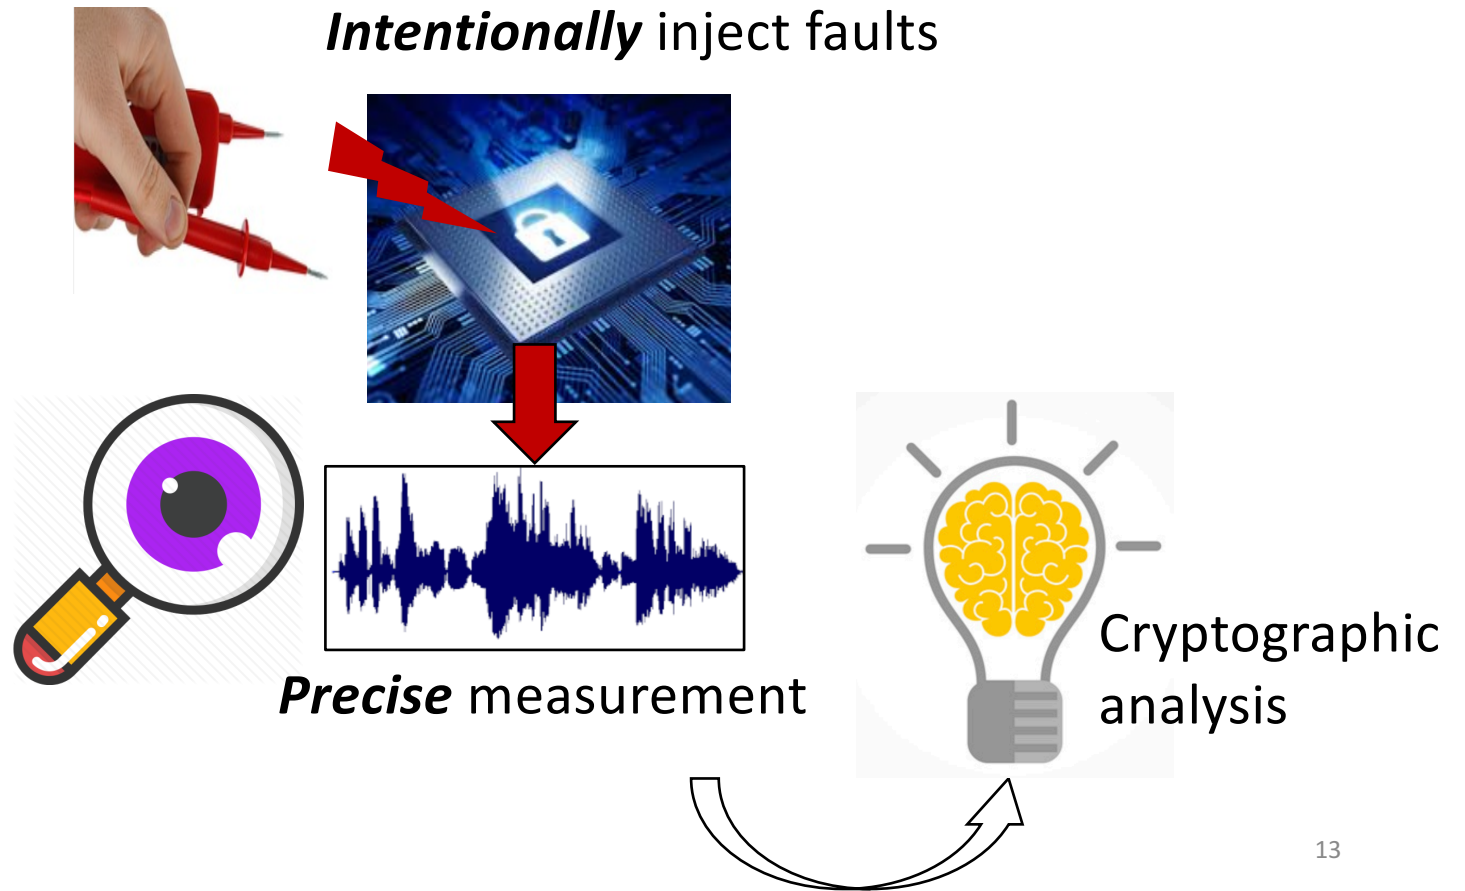 Intentionally inject faults
Precise measurement
Cryptographic
analysis
13